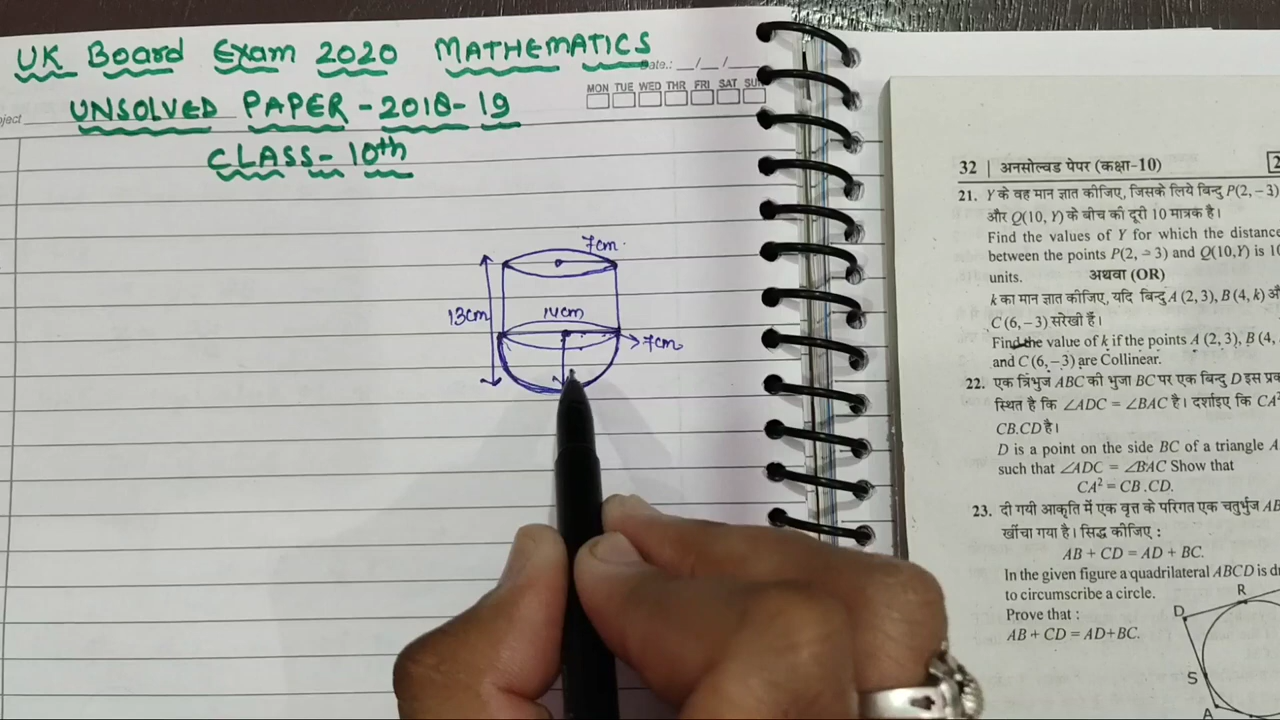 UK Board Exam 2020 MATHEMATICS
Date.: __/__/__
MON TUE WED THR FRI SAT SUN
UNSOLVED PAPER - 2018-19
CLASS - 10th
7cm.
13cm
14cm
7cm
32 | अनसोल्वड पेपर (कक्षा-10)
21. Y के वह मान ज्ञात कीजिए, जिसके लिये बिन्दु P(2, −3)
और Q(10, Y) के बीच की दूरी 10 मात्रक है।
Find the values of Y for which the distance
between the points P(2, − 3) and Q(10,Y) is
units.
अथवा (OR)
k का मान ज्ञात कीजिए, यदि बिन्दु A (2, 3), B (4, k)
C (6, −3) सरेखी हैं।
Find the value of k if the points A (2, 3), B (4,
and C (6, −3) are Collinear.
22. एक त्रिभुज ABC की भुजा BC पर एक बिन्दु D इस
स्थित है कि ∠ADC = ∠BAC है। दर्शाइए कि
CB.CD है।
D is a point on the side BC of a triangle
such that ∠ADC = ∠BAC Show that
CA² = CB .CD.
23. दी गयी आकृति में एक वृत्त के परिगत एक चतुर्भुज
खींचा गया है। सिद्ध कीजिए :
AB + CD = AD + BC.
In the given figure a quadrilateral ABCD is
to circumscribe a circle.
Prove that :
AB + CD = AD+BC.
D
R
S
A